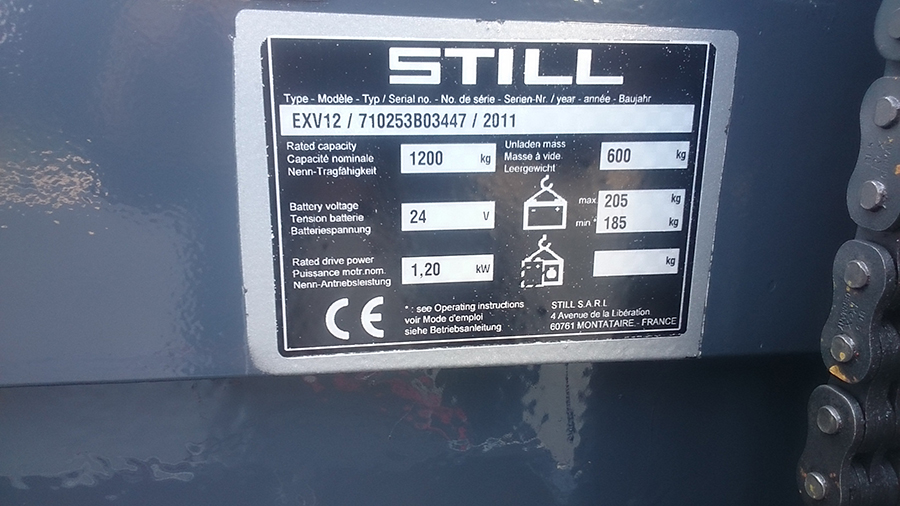 STILL
Type - Modèle - Typ / Serial no. - No. de série - Serien-Nr. / year - année - Baujahr
EXV12 / 710253B03447 / 2011
Rated capacity
Capacité nominale
Nenn-Tragfähigkeit
1200 kg
Unladen mass
Masse à vide
Leergewicht
600 kg
Battery voltage
Tension batterie
Batteriespannung
24 V
max. 205 kg
min * 185 kg
Rated drive power
Puissance motr.nom.
Nenn-Antriebsleistung
1,20 kW
kg
CE
* : see Operating instructions
voir Mode d'emploi
siehe Betriebsanleitung
STILL S.A.R.L
4 Avenue de la Libération
60761 MONTATAIRE - FRANCE